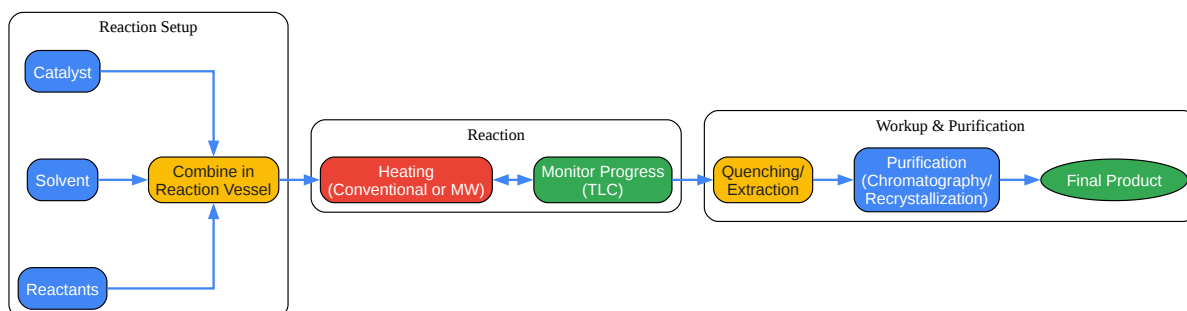 Reaction Setup
Catalyst
Solvent
Reactants
Combine in
Reaction Vessel
Reaction
Heating
(Conventional or MW)
Monitor Progress
(TLC)
Workup & Purification
Quenching/
Extraction
Purification
(Chromatography/
Recrystallization)
Final Product